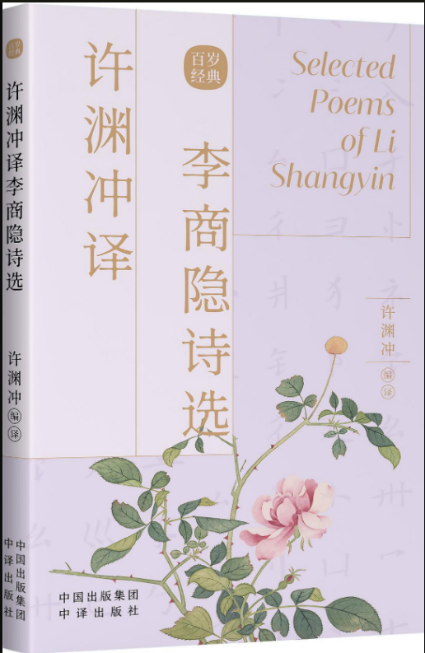 许渊冲译李商隐诗选
许渊冲
编
译
中国出版集团
中译出版社
许渊冲译
百岁
经典
李商隐诗选
Selected
Poems
of Li
Shangyin
许渊冲
编
译
中国出版集团
中译出版社